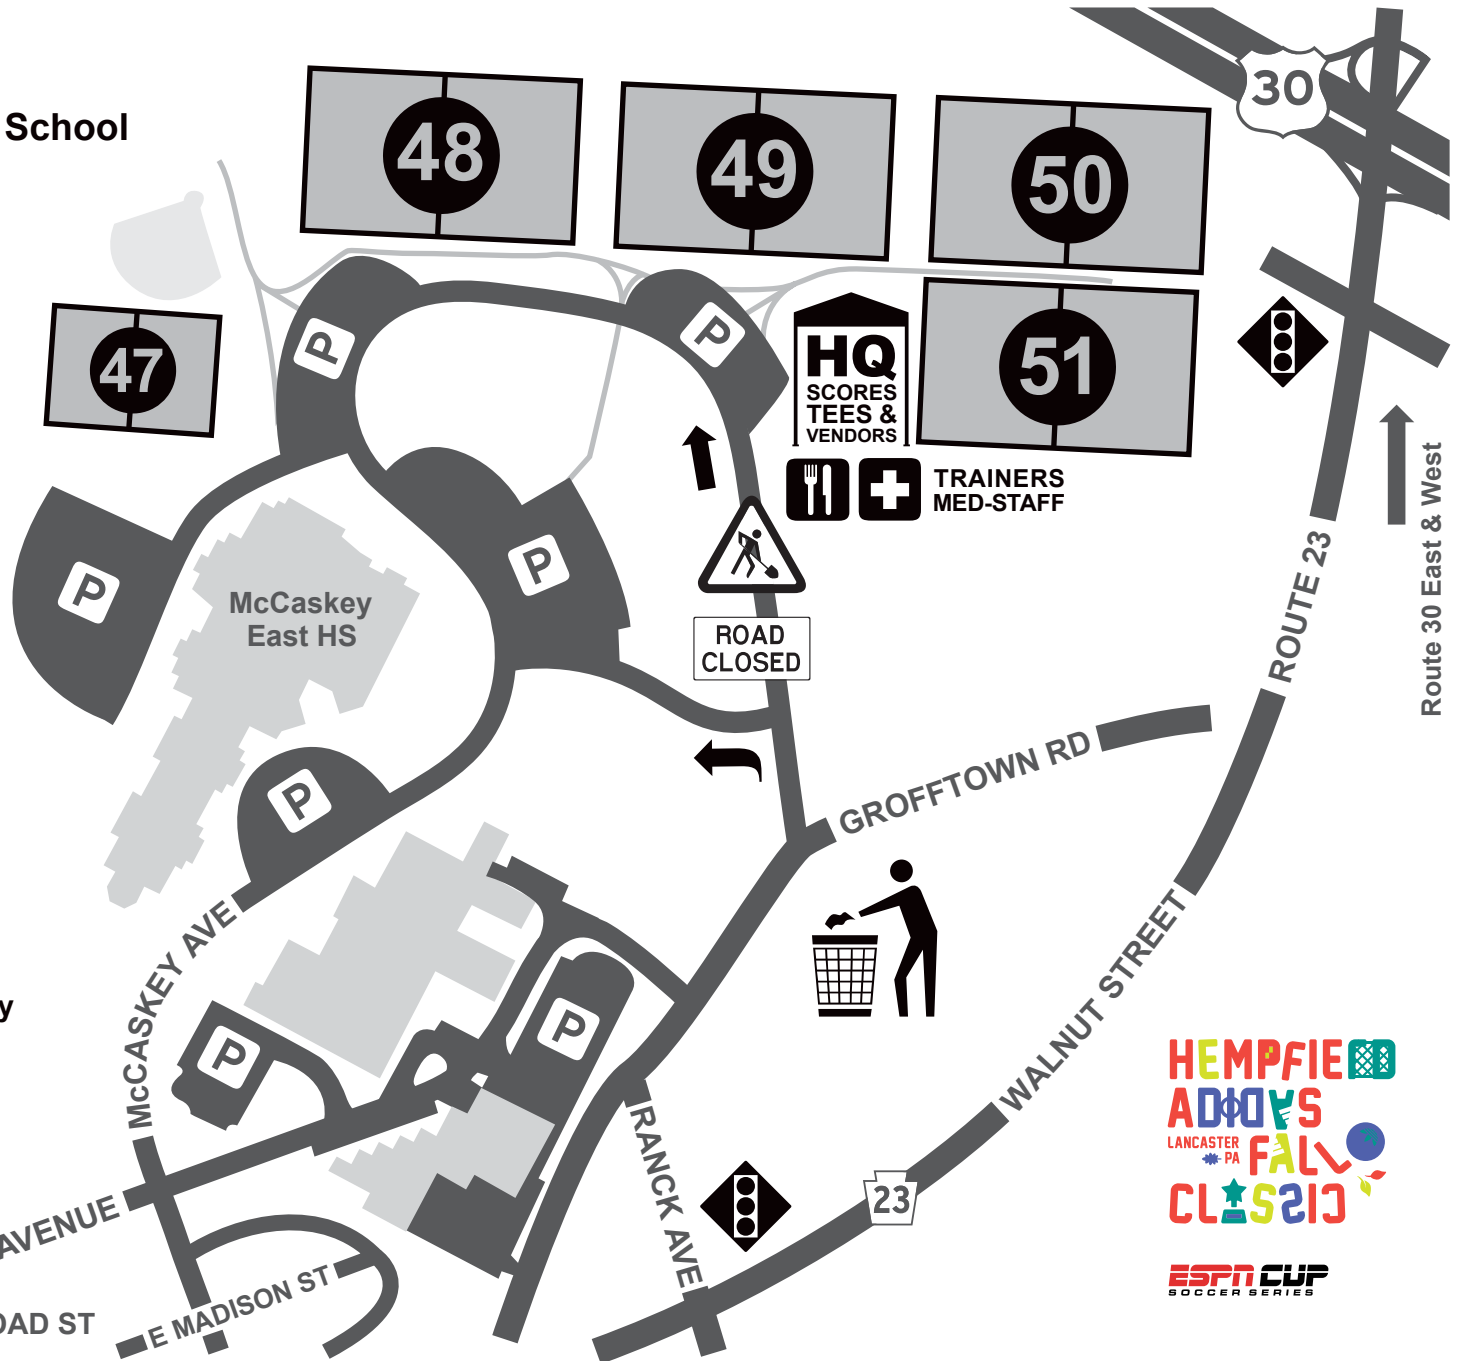 School
48
49
50
30
47
51
P
P
HQ
SCORES
TEES &
VENDORS
TRAINERS
MED-STAFF
Route 30 East & West
ROUTE 23
P
P
McCaskey
East HS
ROAD
CLOSED
GROFFTOWN RD
P
McCASKEY AVE
WALNUT STREET
y
P
P
RANCK AVE
23
AVENUE
E MADISON ST
OAD ST
HEMPFIELD
ADIDAS
LANCASTER
PA
FALL
CLASSIC
ESPN CUP
SOCCER SERIES